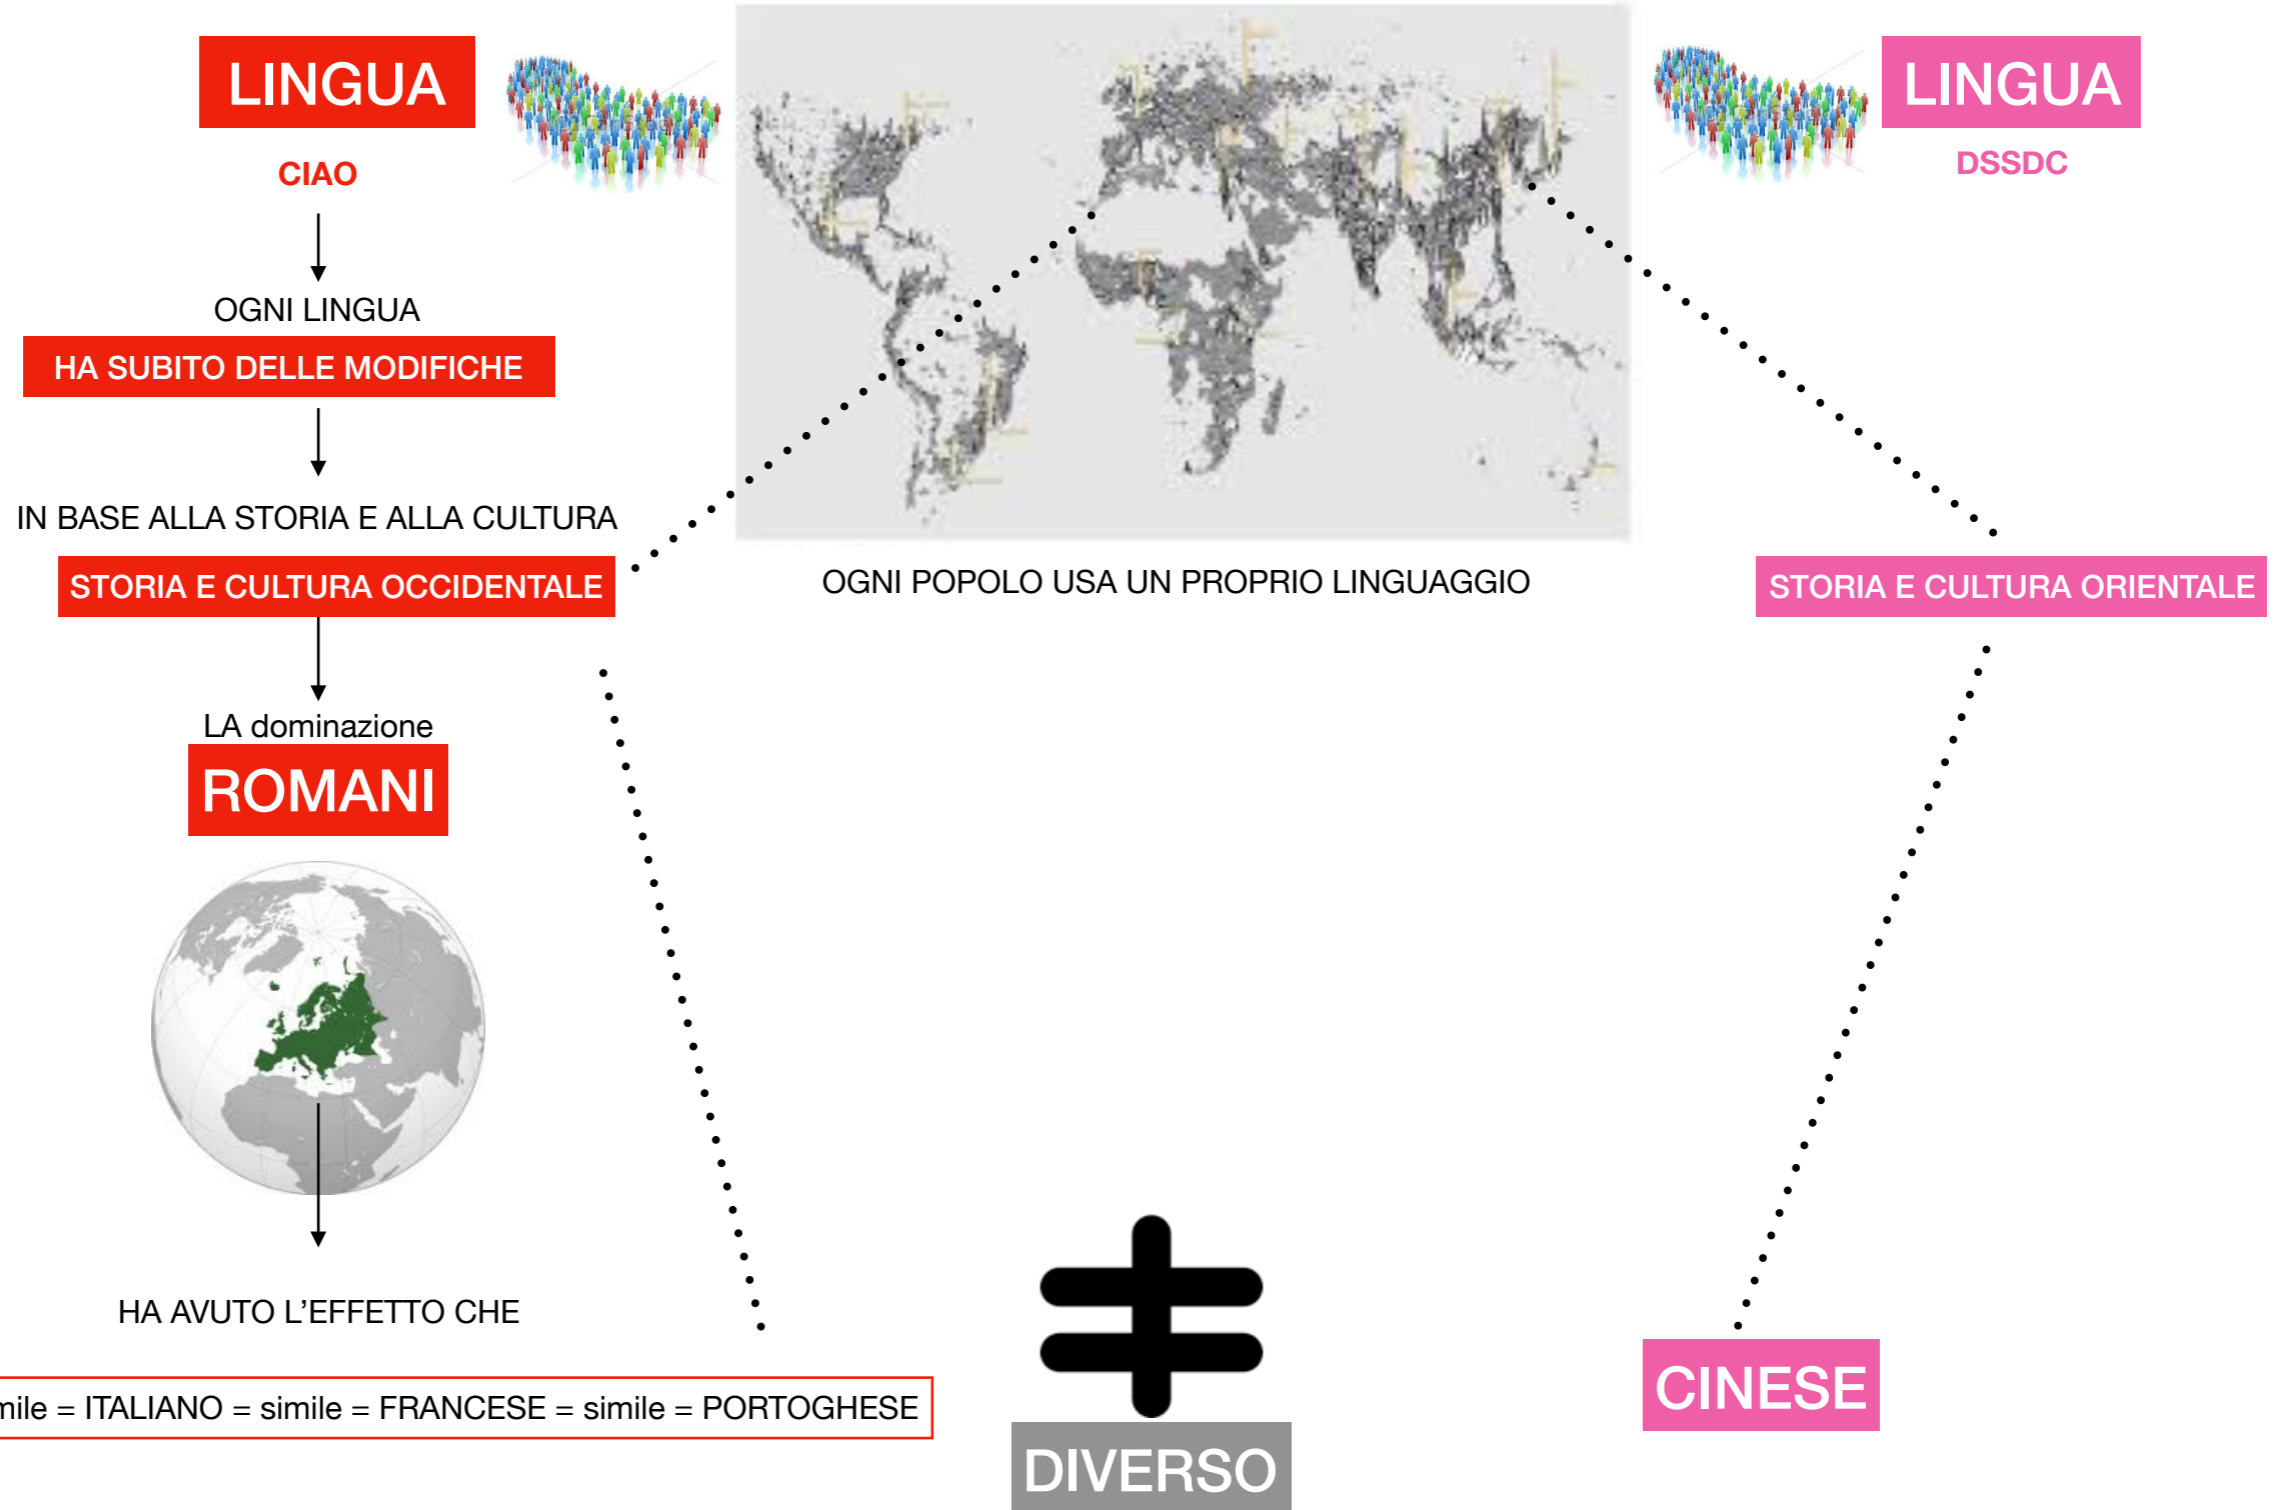 LINGUA
CIAO
OGNI LINGUA
HA SUBITO DELLE MODIFICHE
IN BASE ALLA STORIA E ALLA CULTURA
STORIA E CULTURA OCCIDENTALE
LA dominazione
ROMANI
HA AVUTO L'EFFETTO CHE
mile = ITALIANO = simile = FRANCESE = simile = PORTOGHESE
OGNI POPOLO USA UN PROPRIO LINGUAGGIO
DIVERSO
LINGUA
DSSDC
STORIA E CULTURA ORIENTALE
CINESE